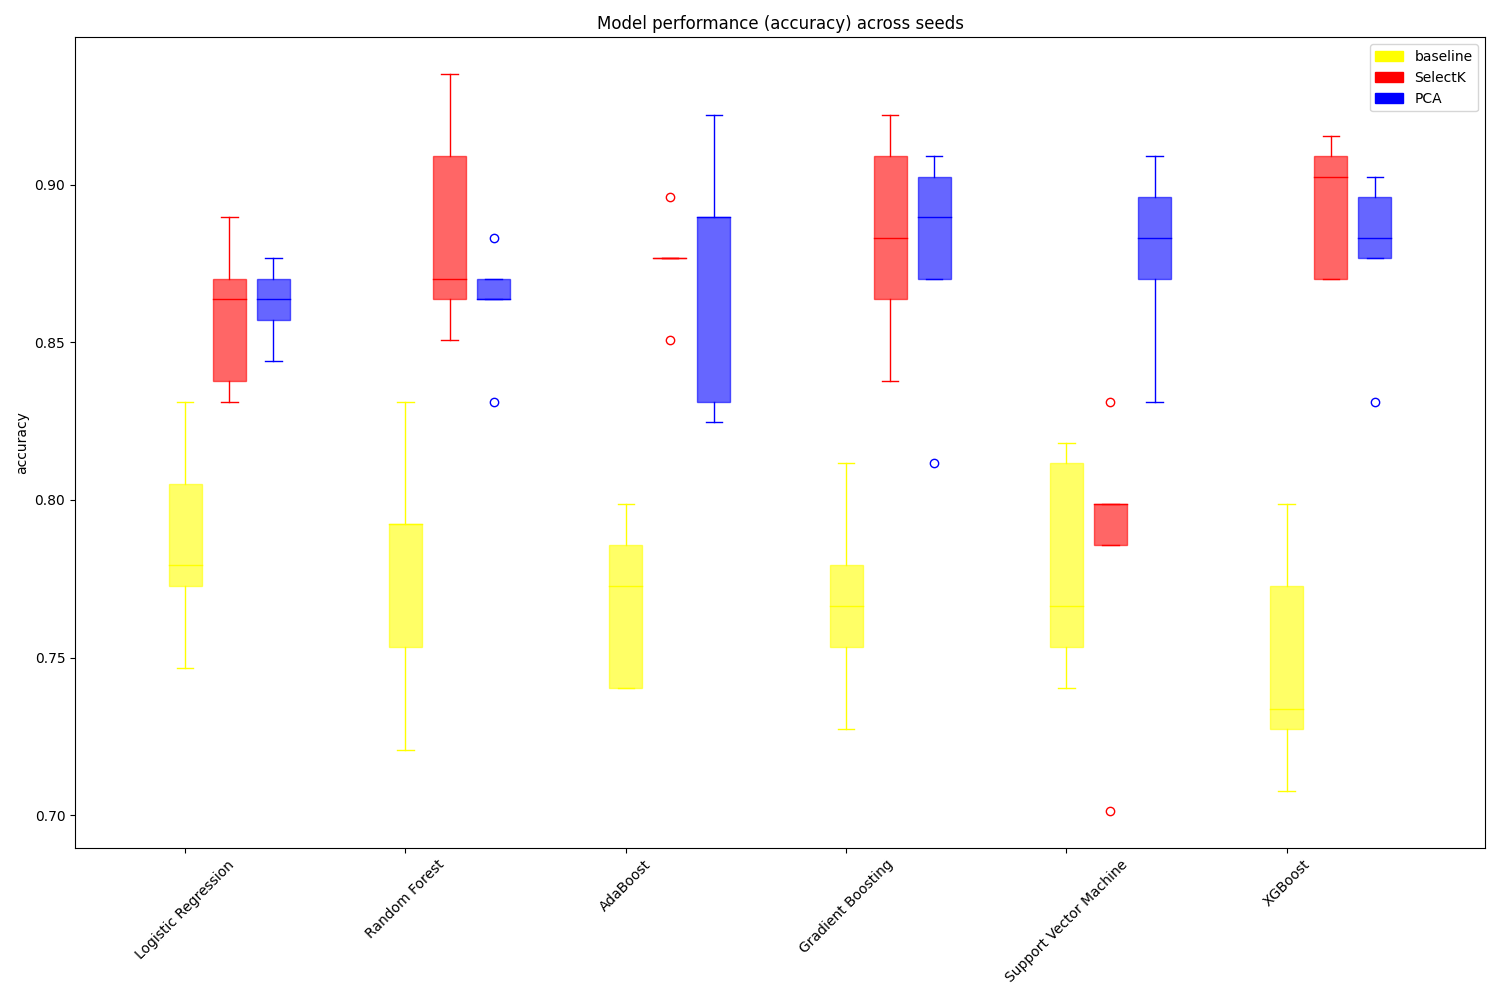 Model performance (accuracy) across seeds
baseline
SelectK
PCA
accuracy
0.90
0.85
0.80
0.75
0.70
Logistic Regression
Random Forest
AdaBoost
Gradient Boosting
Support Vector Machine
XGBoost